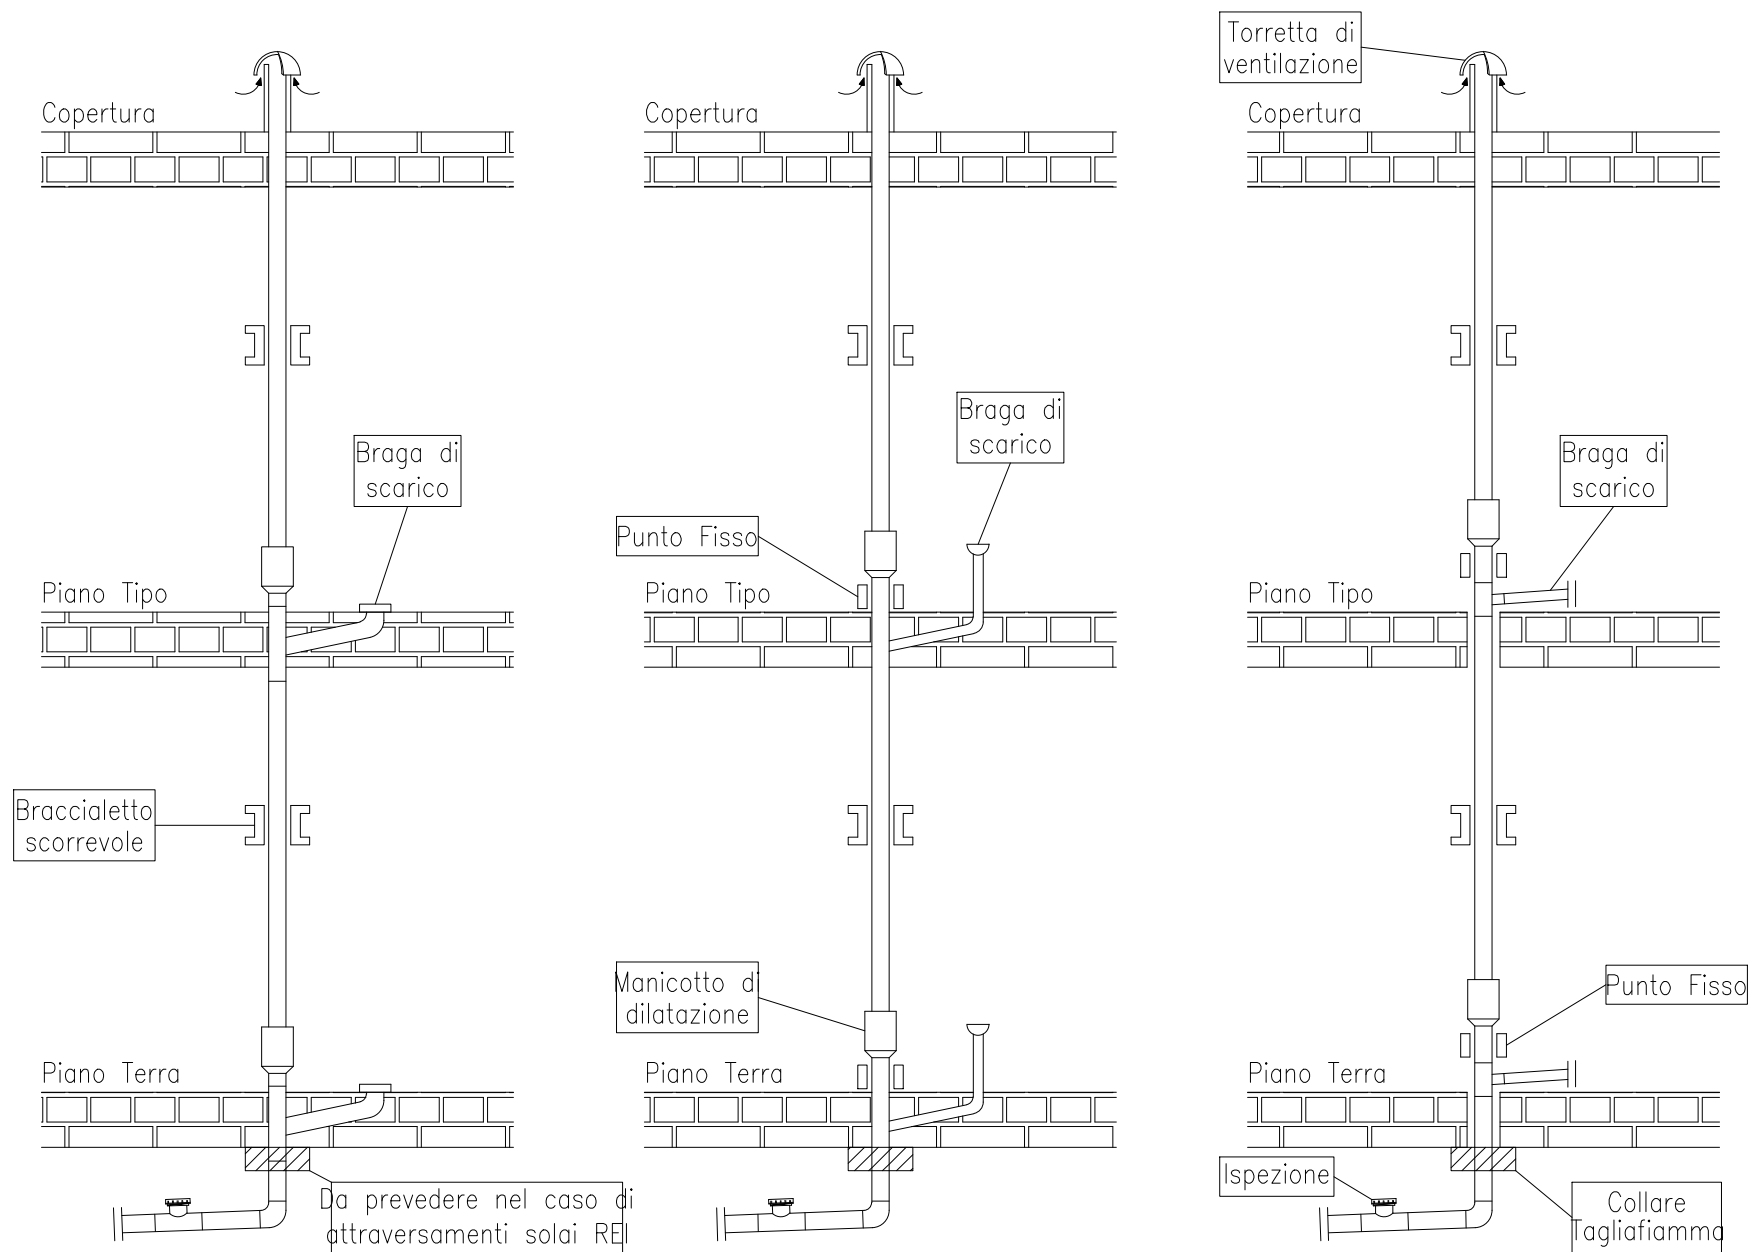 Torretta di
ventilazione
Copertura
Copertura
Copertura
Braga di
scarico
Braga di
scarico
Braga di
scarico
Punto Fisso
Piano Tipo
Piano Tipo
Piano Tipo
Braccialetto
scorrevole
Manicotto di
dilatazione
Punto Fisso
Piano Terra
Piano Terra
Piano Terra
Ispezione
Da prevedere nel caso di
attraversamenti solai REI
Collare
Tagliafiamma